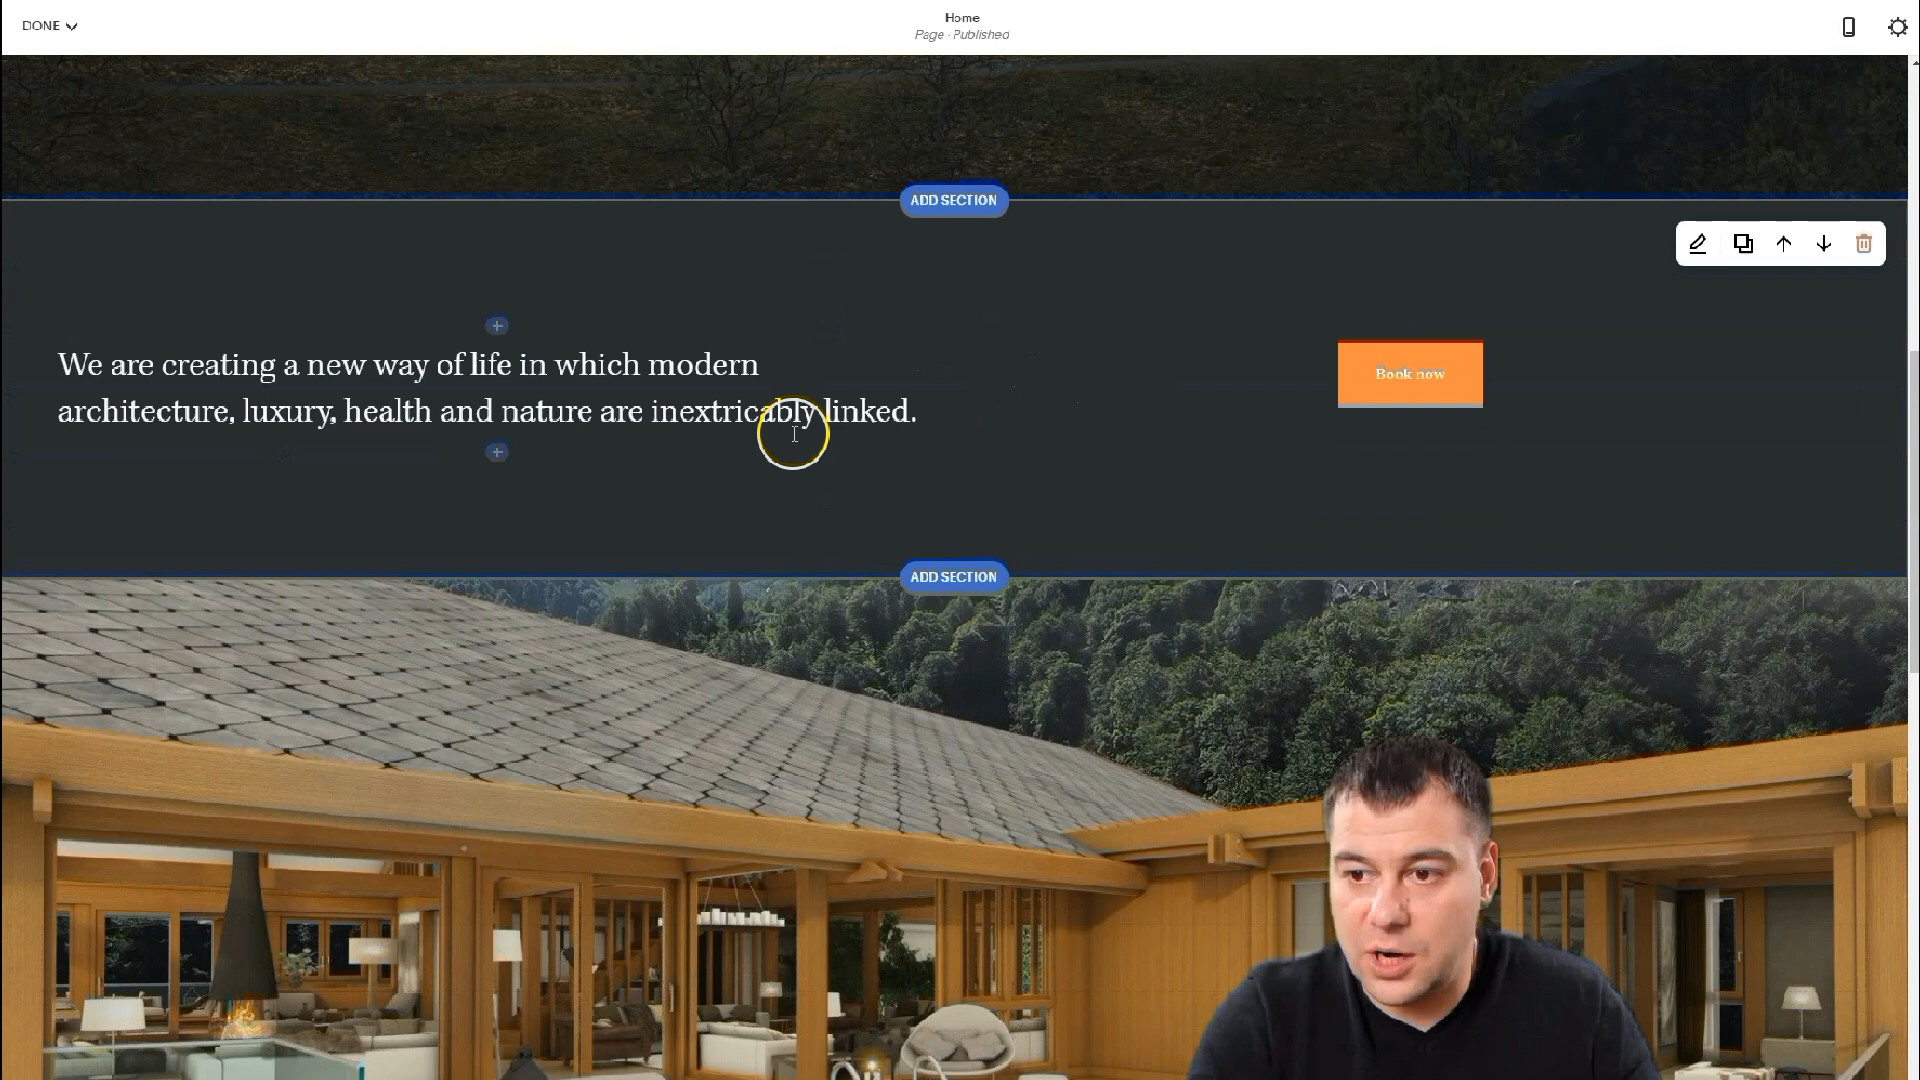 DONE
Home
Page · Published
ADD SECTION
We are creating a new way of life in which modern
architecture, luxury, health and nature are inextricably linked.
Book now
ADD SECTION